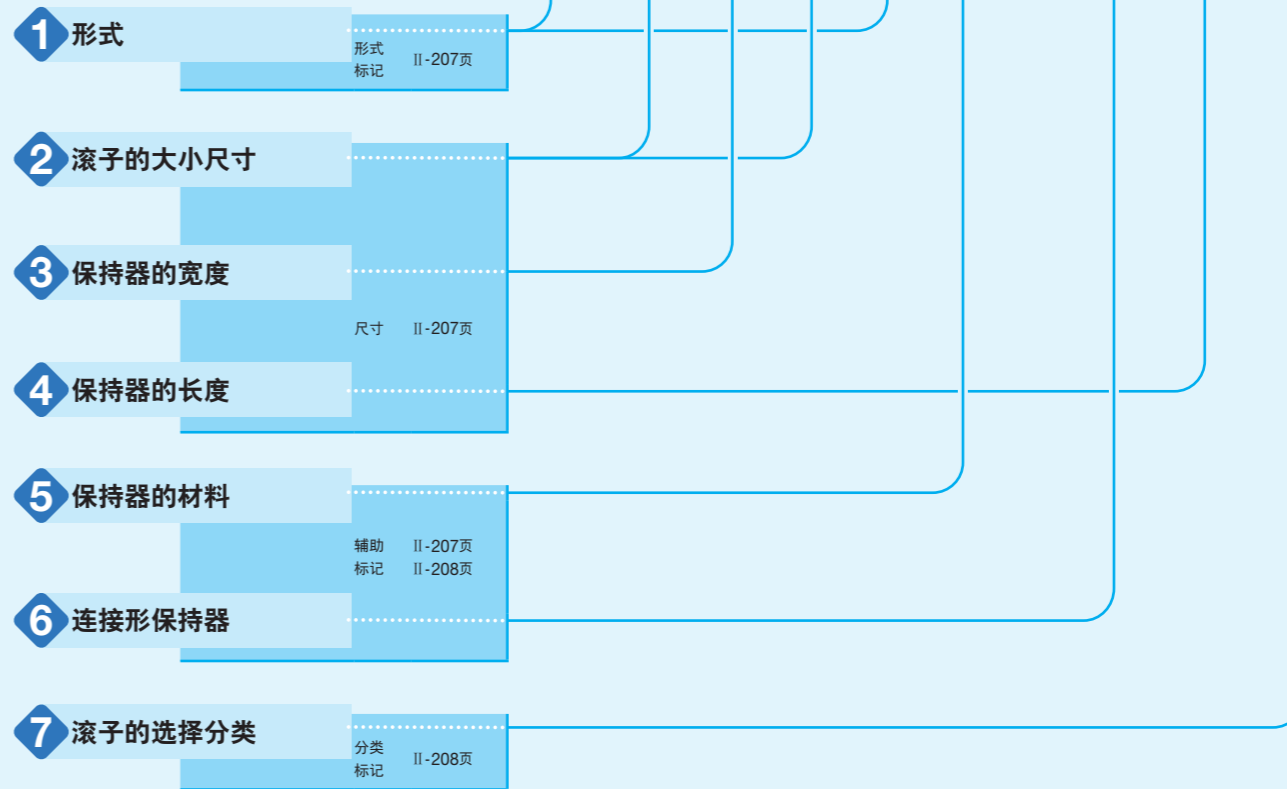 1 形式
形式 Ⅱ-207页
标记
2 滚子的大小尺寸
3 保持器的宽度
尺寸 Ⅱ-207页
4 保持器的长度
5 保持器的材料
辅助 Ⅱ-207页
标记 Ⅱ-208页
6 连接形保持器
7 滚子的选择分类
分类 Ⅱ-208页
标记